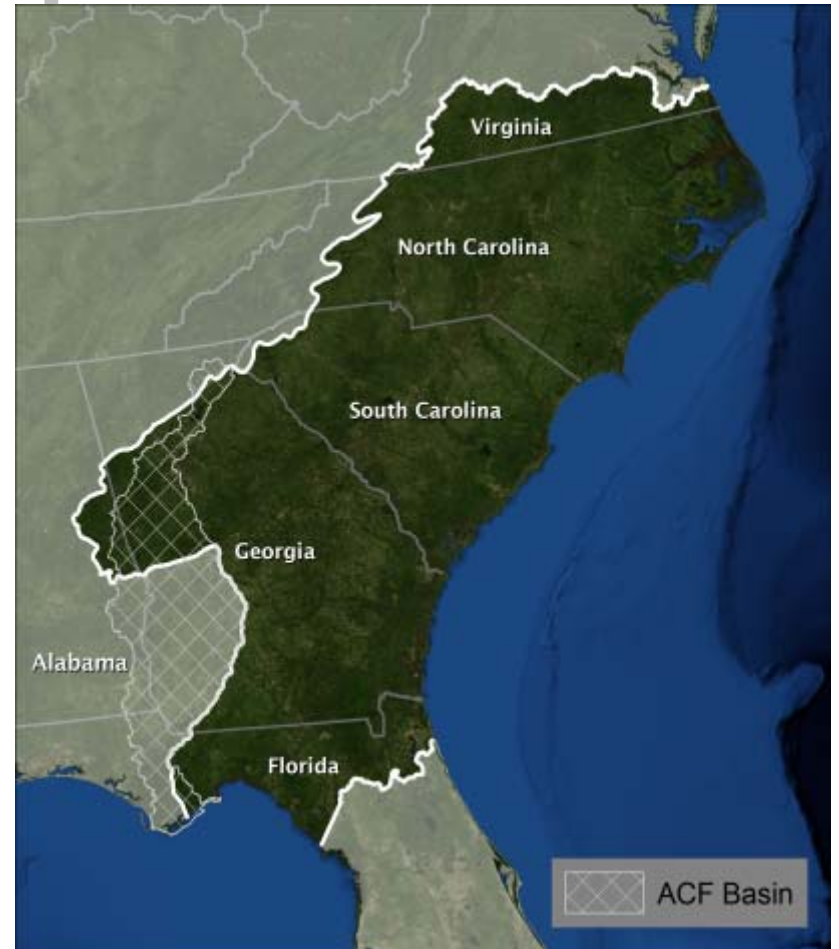 Virginia
North Carolina
South Carolina
Georgia
Alabama
Florida
ACF Basin